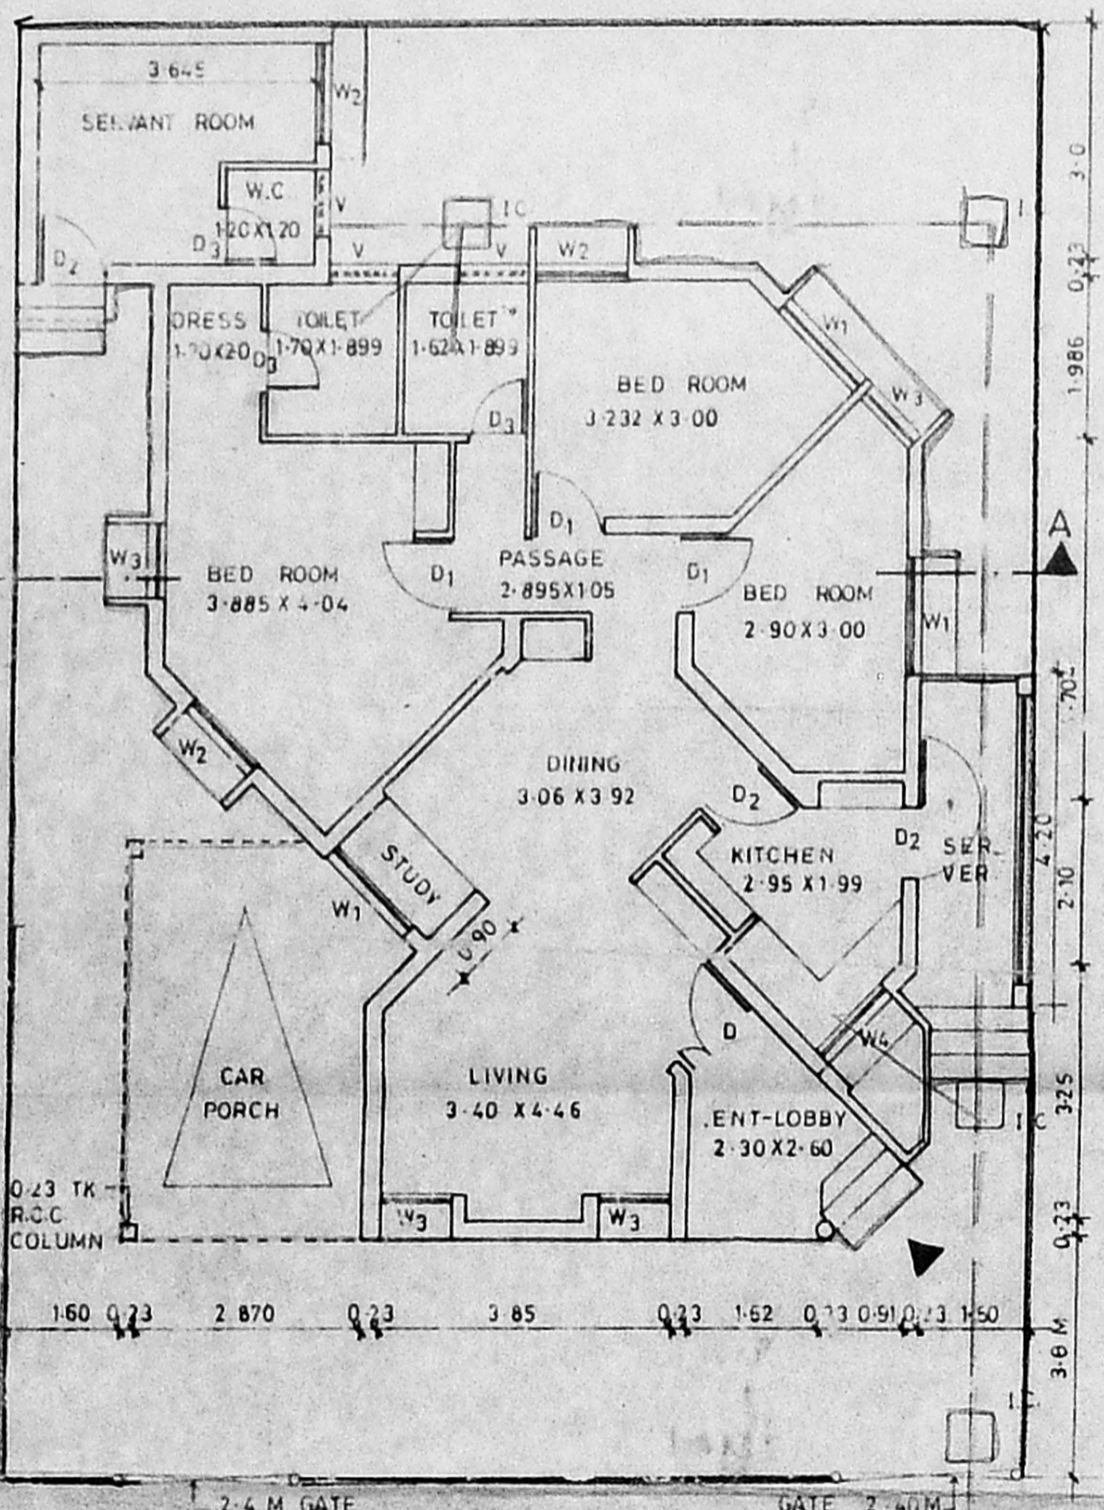 3·645
W2
SERVANT ROOM
W.C
1·20X1·20
V
D3
D2
I C
V
V
W2
I
3·0
0·23
DRESS
TOILET
1·70X1·899
D3
TOILET
1·62X1·899
D3
W1
W3
BED ROOM
3·232 X 3·00
1·986
D1
A
W3
BED ROOM
3·885 X 4·04
D1
PASSAGE
2·895X1·05
D1
BED ROOM
2·90X3·00
W1
·70
W2
DINING
3·06 X3·92
D2
KITCHEN
2·95 X1·99
D2
SER-
VER
4·20
2·10
STUDY
W1
0·90
D
W4
CAR
PORCH
LIVING
3·40 X4·46
ENT-LOBBY
2·30X2·60
I C
3·25
0·23 TK
R.C.C.
COLUMN
W3
W3
0·23
1·60 0·23 2·870 0·23 3·85 0·23 1·62 0·23 0·91 0·23 1·50
3·8 M
2·4 M GATE
GATE 2·40M